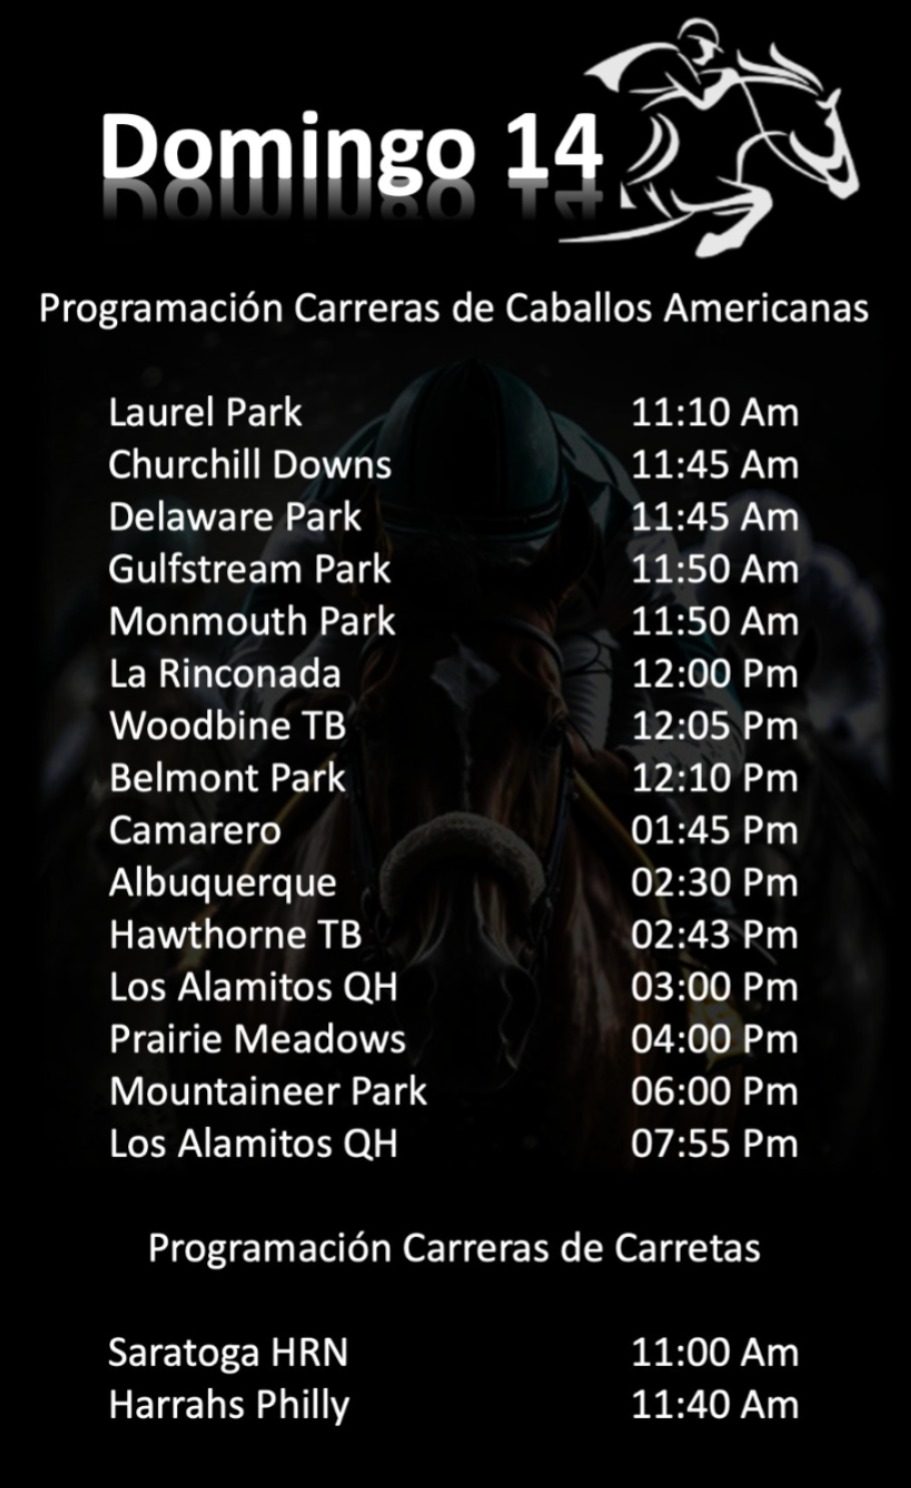 Domingo 14
Programación Carreras de Caballos Americanas
Laurel Park 11:10 Am
Churchill Downs 11:45 Am
Delaware Park 11:45 Am
Gulfstream Park 11:50 Am
Monmouth Park 11:50 Am
La Rinconada 12:00 Pm
Woodbine TB 12:05 Pm
Belmont Park 12:10 Pm
Camarero 01:45 Pm
Albuquerque 02:30 Pm
Hawthorne TB 02:43 Pm
Los Alamitos QH 03:00 Pm
Prairie Meadows 04:00 Pm
Mountaineer Park 06:00 Pm
Los Alamitos QH 07:55 Pm
Programación Carreras de Carretas
Saratoga HRN 11:00 Am
Harrahs Philly 11:40 Am